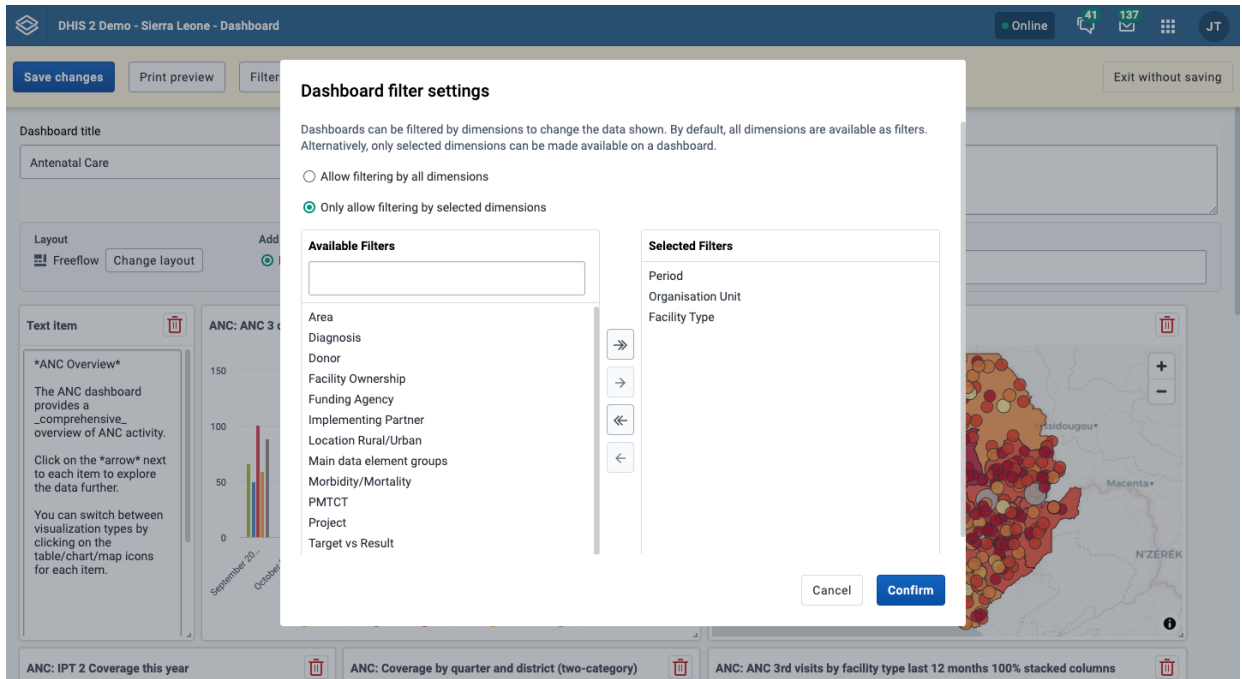 DHIS 2 Demo - Sierra Leone - Dashboard
Online
41
137
JT
Save changes
Print preview
Filter
Exit without saving
Dashboard filter settings
Dashboards can be filtered by dimensions to change the data shown. By default, all dimensions are available as filters.
Alternatively, only selected dimensions can be made available on a dashboard.
Allow filtering by all dimensions
Only allow filtering by selected dimensions
Available Filters
Area
Diagnosis
Donor
Facility Ownership
Funding Agency
Implementing Partner
Location Rural/Urban
Main data element groups
Morbidity/Mortality
PMTCT
Project
Target vs Result
Selected Filters
Period
Organisation Unit
Facility Type
Cancel
Confirm
Dashboard title
Antenatal Care
Layout
Freeflow
Change layout
Add
Text item
*ANC Overview*
The ANC dashboard
provides a
_comprehensive_
overview of ANC activity.
Click on the *arrow* next
to each item to explore
the data further.
You can switch between
visualization types by
clicking on the
table/chart/map icons
for each item.
ANC: ANC 3
150
100
50
0
September 20...
October
+
−
ssidougou
Macenta
N'ZÉRÉK
ANC: IPT 2 Coverage this year
ANC: Coverage by quarter and district (two-category)
ANC: ANC 3rd visits by facility type last 12 months 100% stacked columns